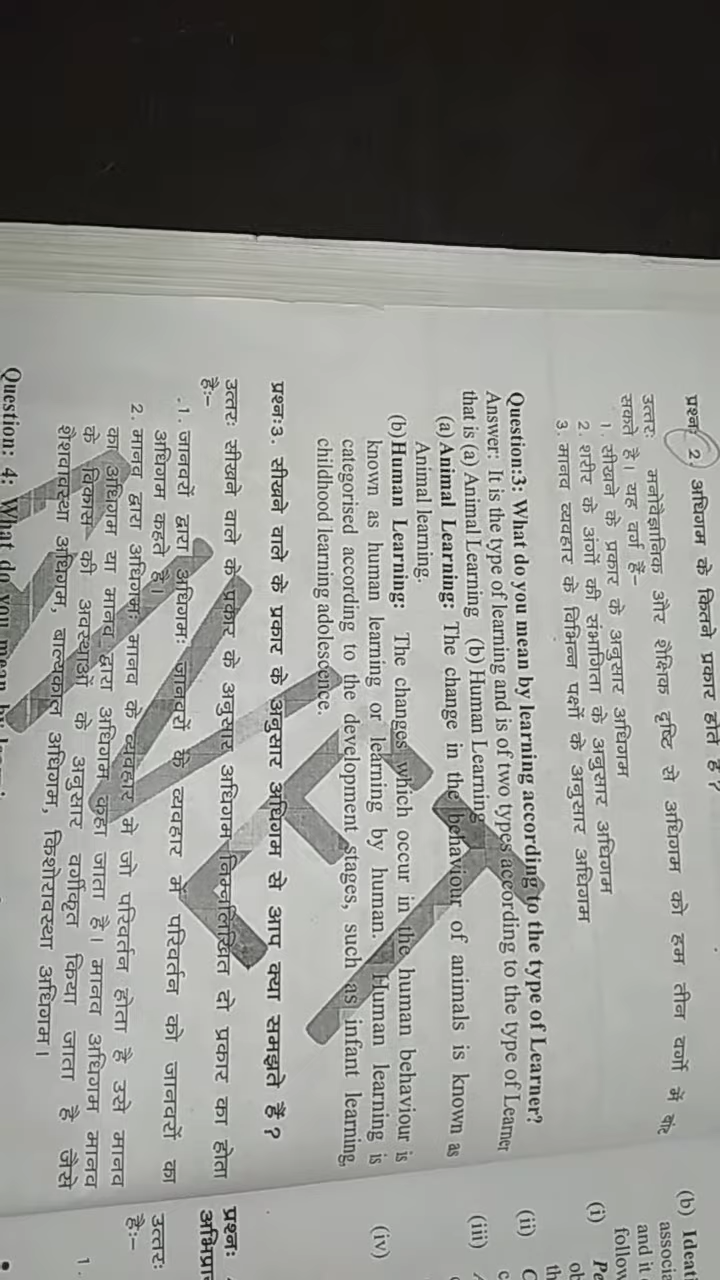 प्रश्नः 2. अधिगम के कितने प्रकार होते है?
उत्तरः मनोवैज्ञानिक और शैक्षिक दृष्टि से अधिगम को हम तीन वर्गों में बांट
सकते है। यह वर्ग हैं–
1. सीखने के प्रकार के अनुसार अधिगम
2. शरीर के अंगों की संभागिता के अनुसार अधिगम
3. मानव व्यवहार के विभिन्न पक्षों के अनुसार अधिगम
Question:3: What do you mean by learning according to the type of Learner?
Answer: It is the type of learning and is of two types according to the type of Learner
that is (a) Animal Learning (b) Human Learning
(a) Animal Learning: The change in the behaviour of animals is known as
Animal learning.
(b) Human Learning: The changes which occur in the human behaviour is
known as human learning or learning by human. Human learning is
categorised according to the development stages, such as infant learning,
childhood learning adolescence.
प्रश्नः3. सीखने वाले के प्रकार के अनुसार अधिगम से आप क्या समझते हैं?
उत्तरः सीखने वाले के प्रकार के अनुसार अधिगम निम्नलिखित दो प्रकार का होता
हैः–
1. जानवरों द्वारा अधिगमः जानवरों के व्यवहार में परिवर्तन को जानवरों का
अधिगम कहते है।
2. मानव द्वारा अधिगमः मानव के व्यवहार मे जो परिवर्तन होता है उसे मानव
का अधिगम या मानव द्वारा अधिगम कहा जाता है। मानव अधिगम मानव
के विकास की अवस्थाओं के अनुसार वर्गीकृत किया जाता है जैसे
शैशवावस्था अधिगम, बाल्यकाल अधिगम, किशोरावस्था अधिगम।
Question: 4: What do you mean by
(b) Ideati
associa
and it
follow
(i) Pe
ob
th
(ii) C
c
(iii)
(iv)
प्रश्नः
अभिप्रा
उत्तरः
हैः–
1.